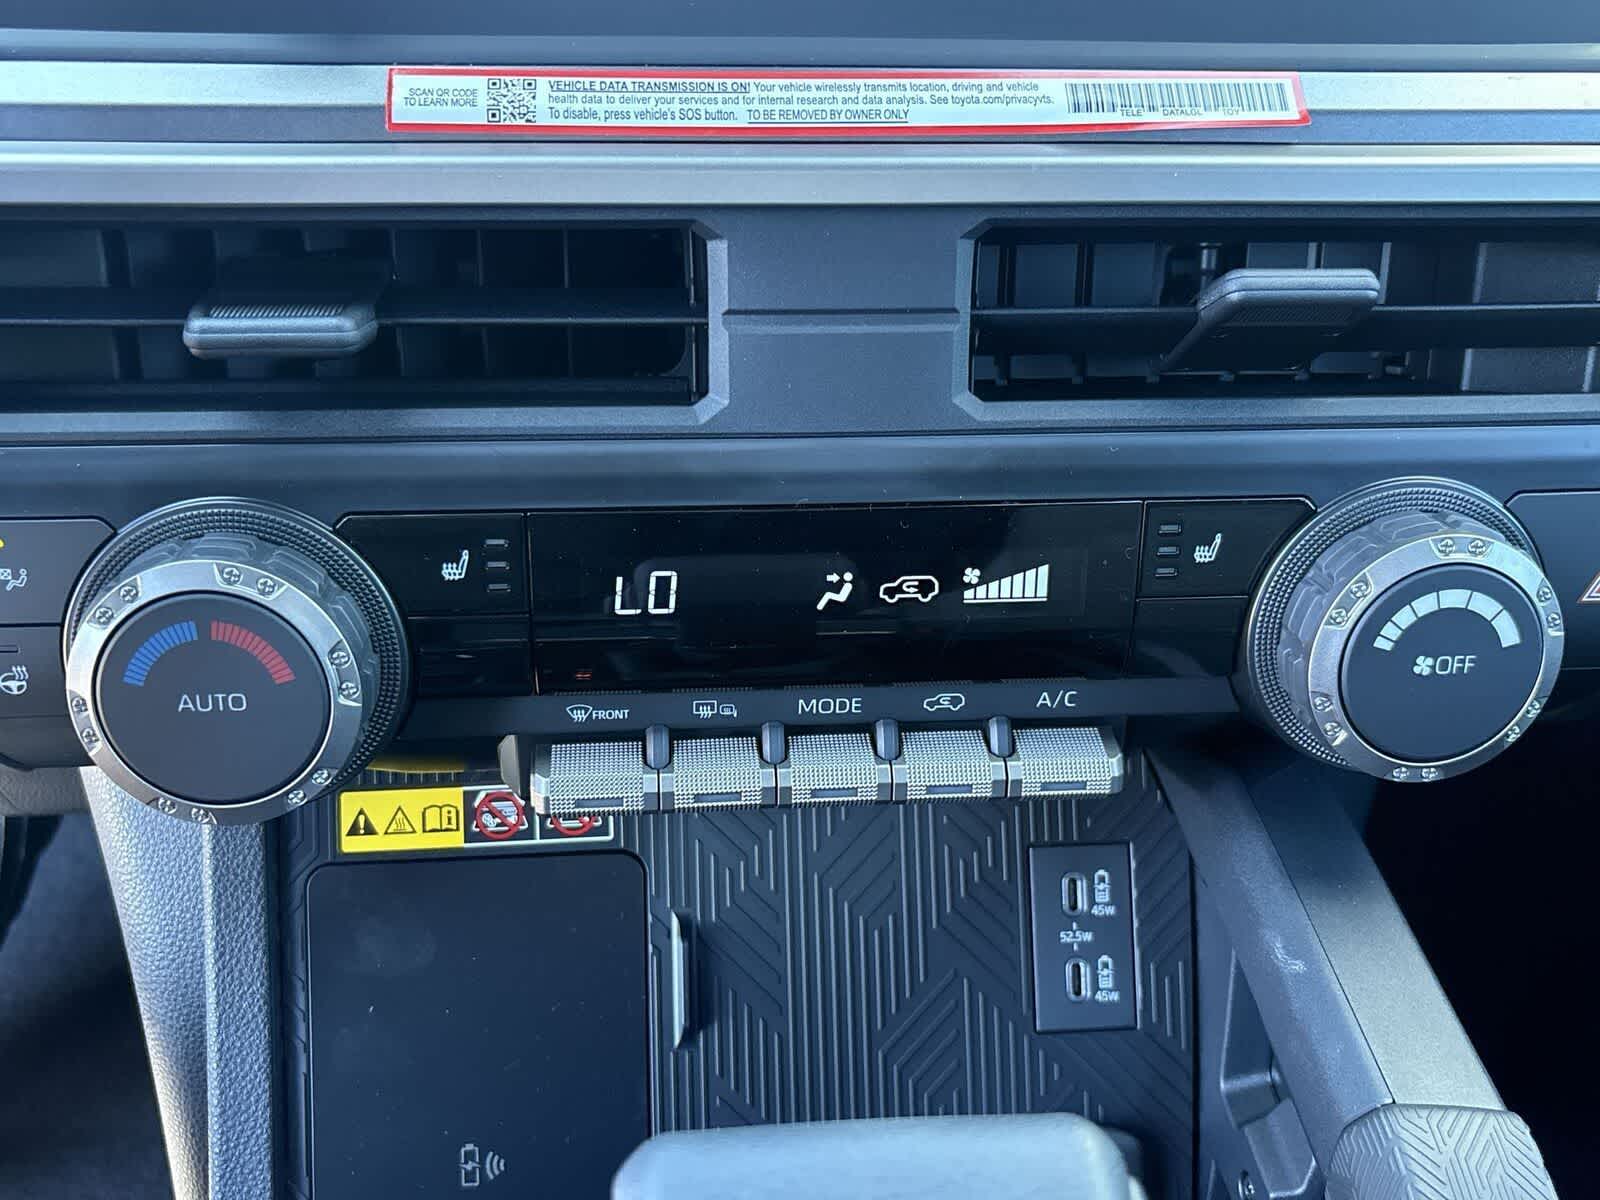 SCAN QR CODE
TO LEARN MORE
VEHICLE DATA TRANSMISSION IS ON! Your vehicle wirelessly transmits location, driving and vehicle
health data to deliver your services and for internal research and data analysis. See toyota.com/privacyvts.
To disable, press vehicle's SOS button. TO BE REMOVED BY OWNER ONLY
TELE DATALBL TOY
LO
AUTO
OFF
FRONT
MODE
A/C
45W
52.5W
45W